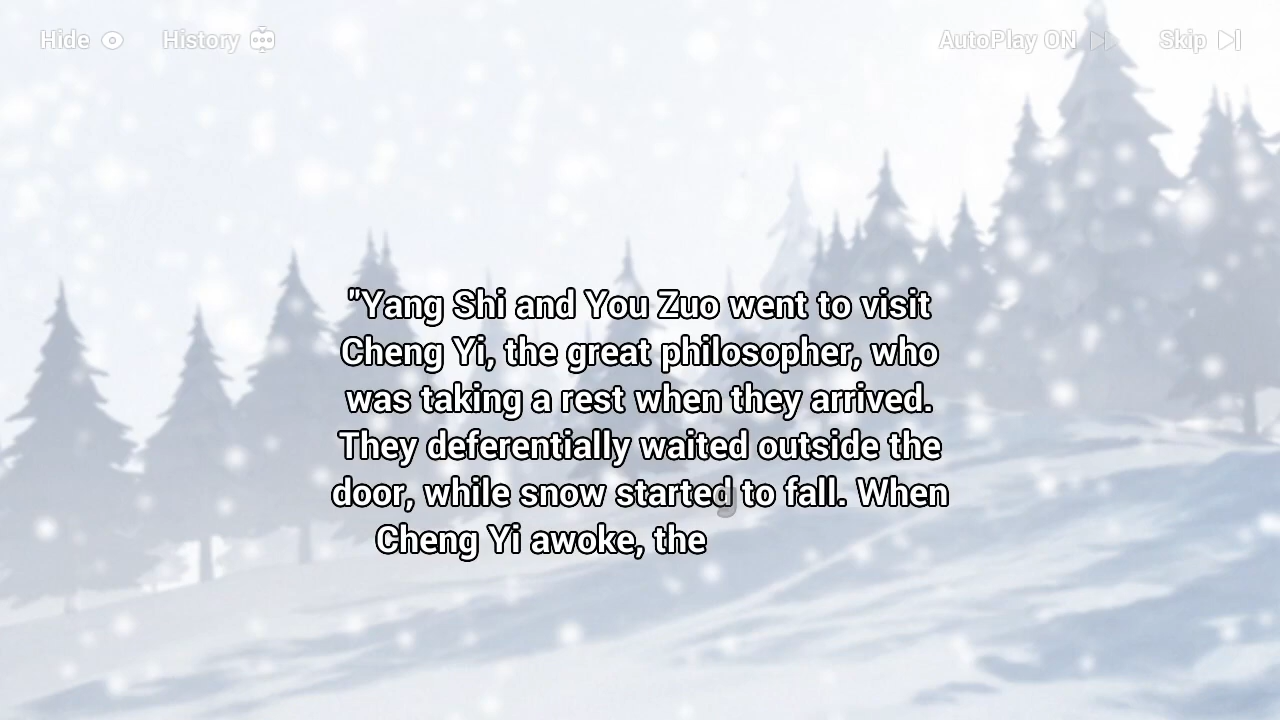 Hide
History
AutoPlay ON
Skip
"Yang Shi and You Zuo went to visit
Cheng Yi, the great philosopher, who
was taking a rest when they arrived.
They deferentially waited outside the
door, while snow started to fall. When
Cheng Yi awoke, the